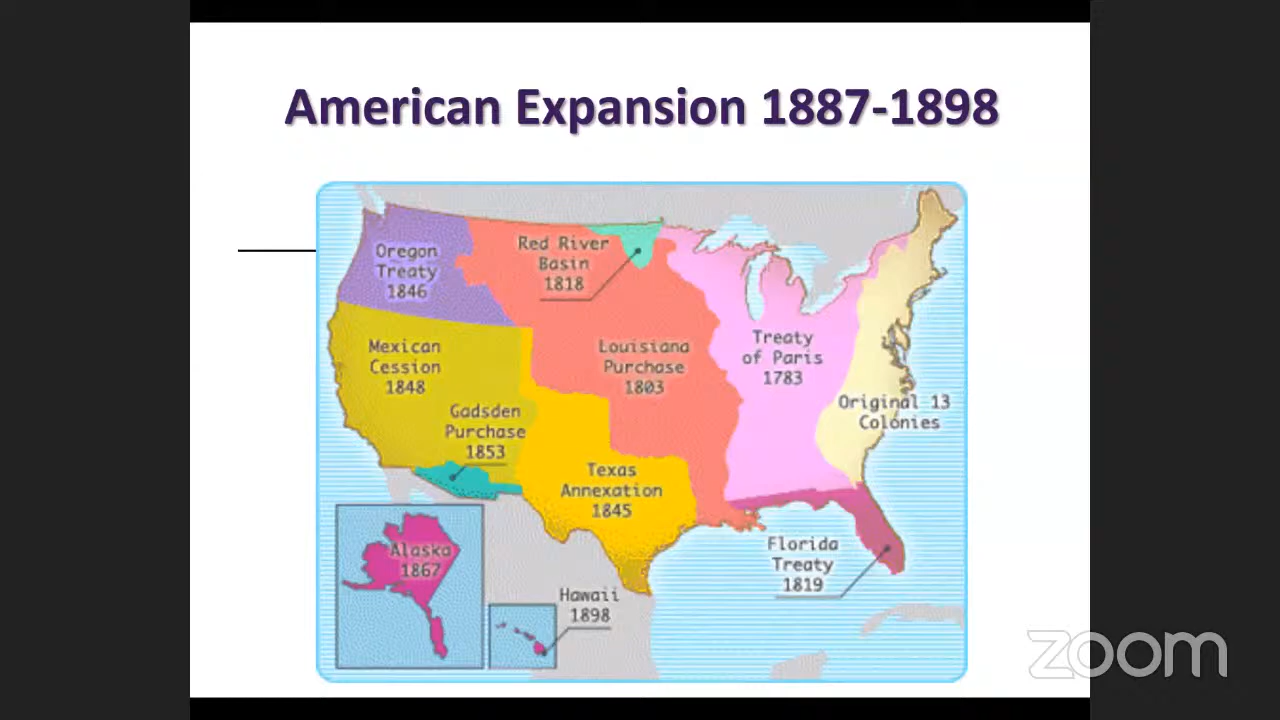 American Expansion 1887-1898
Oregon
Treaty
1846
Red River
Basin
1818
Mexican
Cession
1848
Louisiana
Purchase
1803
Treaty
of Paris
1783
Original 13
Colonies
Gadsden
Purchase
1853
Texas
Annexation
1845
Florida
Treaty
1819
Alaska
1867
Hawaii
1898
zoom